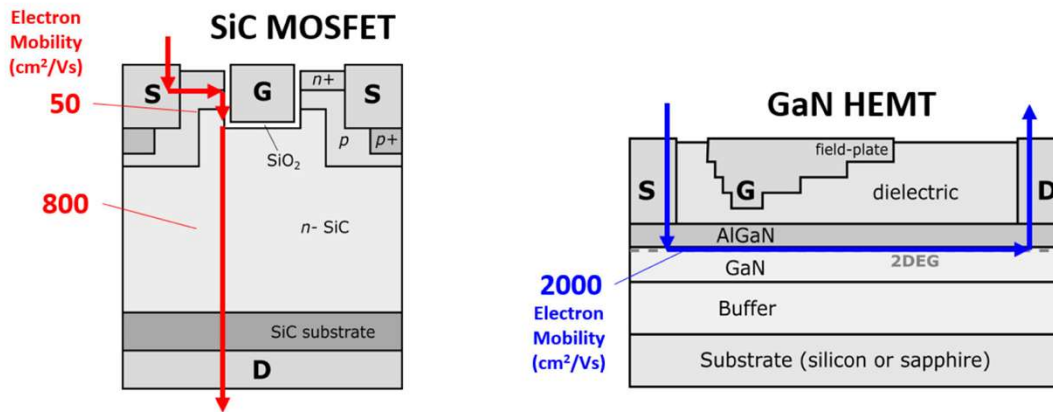 Electron
Mobility
(cm²/Vs)
SiC MOSFET
S
G
n+
S
50
SiO₂
p
p+
800
n- SiC
SiC substrate
D
GaN HEMT
field-plate
S
G
dielectric
D
AlGaN
2DEG
GaN
2000
Electron
Mobility
(cm²/Vs)
Buffer
Substrate (silicon or sapphire)